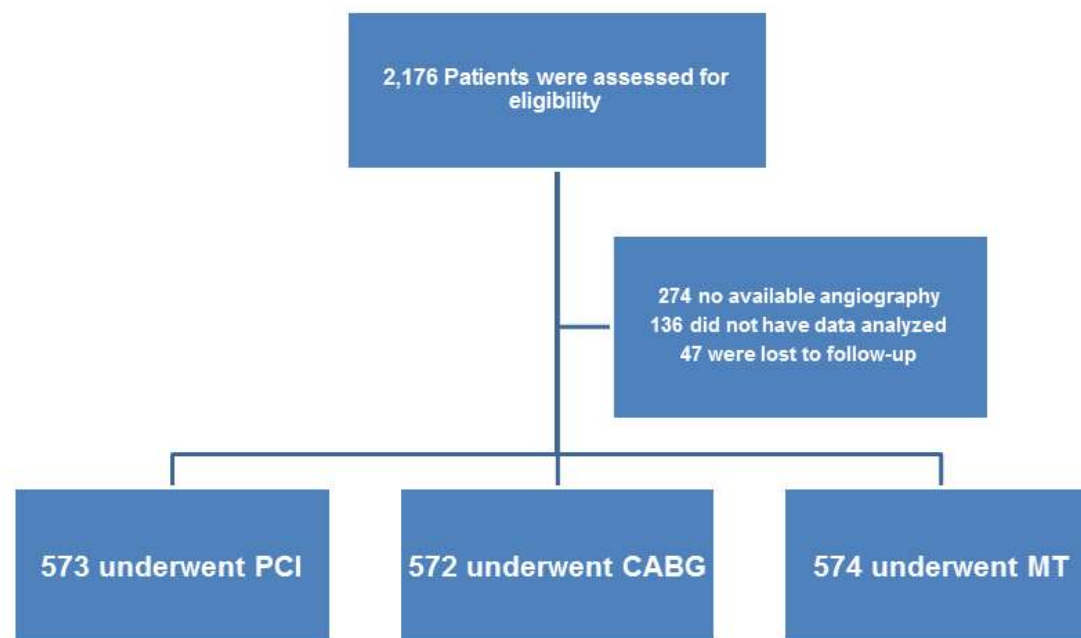 2,176 Patients were assessed for
eligibility
274 no available angiography
136 did not have data analyzed
47 were lost to follow-up
573 underwent PCI
572 underwent CABG
574 underwent MT